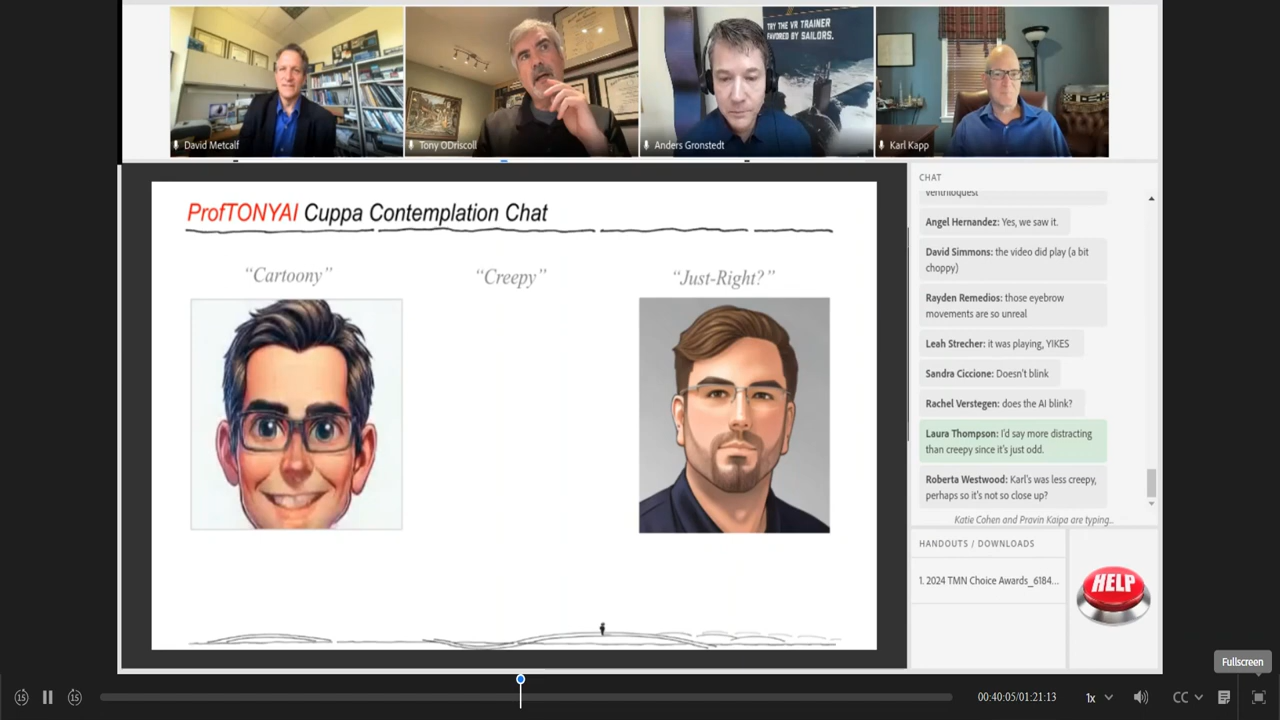 TRY THE VR TRAINER
FAVORED BY SAILORS.
David Metcalf
Tony ODriscoll
Anders Gronstedt
Karl Kapp
ProfTONYAI Cuppa Contemplation Chat
“Cartoony”
“Creepy”
“Just-Right?”
CHAT
Angel Hernandez: Yes, we saw it.
David Simmons: the video did play (a bit
choppy)
Rayden Remedios: those eyebrow
movements are so unreal
Leah Strecher: it was playing, YIKES
Sandra Ciccione: Doesn't blink
Rachel Verstegen: does the AI blink?
Laura Thompson: I'd say more distracting
than creepy since it's just odd.
Roberta Westwood: Karl's was less creepy,
perhaps so it's not so close up?
Katie Cohen and Pravin Kaipa are typing..
HANDOUTS / DOWNLOADS
1. 2024 TMN Choice Awards_6184...
HELP
Fullscreen
15
15
00:40:05/01:21:13
1x
CC